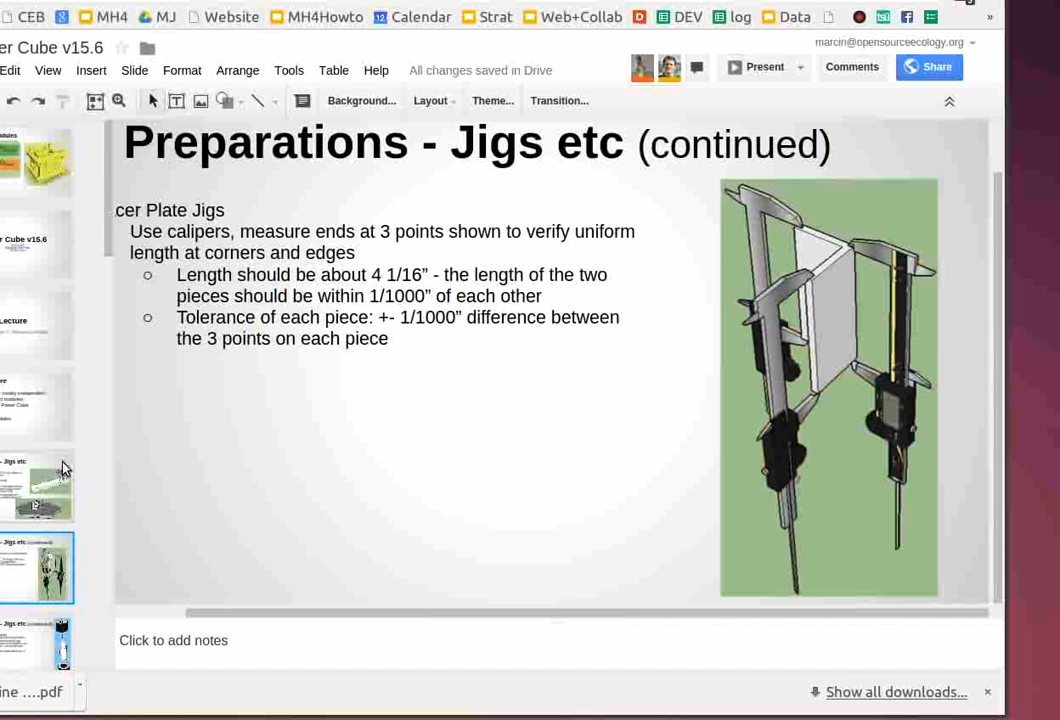 CEB MH4 MJ Website MH4Howto 12 Calendar Strat Web+Collab D DEV log Data »
er Cube v15.6
marcin@opensourceecology.org
Edit View Insert Slide Format Arrange Tools Table Help All changes saved in Drive
Present Comments Share
Background... Layout Theme... Transition...
Preparations - Jigs etc (continued)
cer Plate Jigs
Use calipers, measure ends at 3 points shown to verify uniform
length at corners and edges
○ Length should be about 4 1/16” - the length of the two
pieces should be within 1/1000” of each other
○ Tolerance of each piece: +- 1/1000” difference between
the 3 points on each piece
r Cube v15.6
Lecture
- Jigs etc
- Jigs etc (continued)
- Jigs etc (continued)
Click to add notes
ine ....pdf
Show all downloads... ×